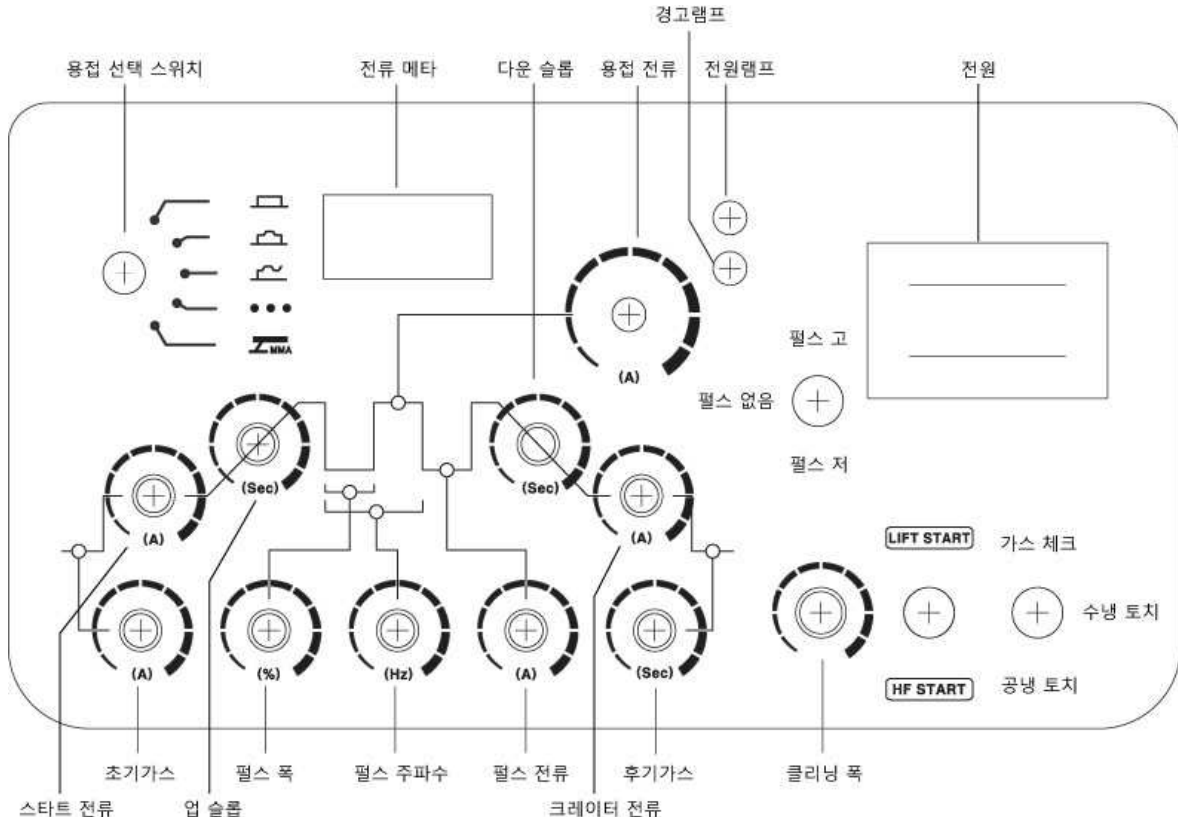 경고램프
용접 선택 스위치
전류 메타
다운 슬롭
용접 전류
전원램프
전원
MMA
(A)
펄스 고
펄스 없음
펄스 저
(Sec)
(Sec)
(A)
(A)
LIFT START
가스 체크
수냉 토치
(A)
(%)
(Hz)
(A)
(Sec)
HF START
공냉 토치
초기가스
펄스 폭
펄스 주파수
펄스 전류
후기가스
클리닝 폭
스타트 전류
업 슬롭
크레이터 전류